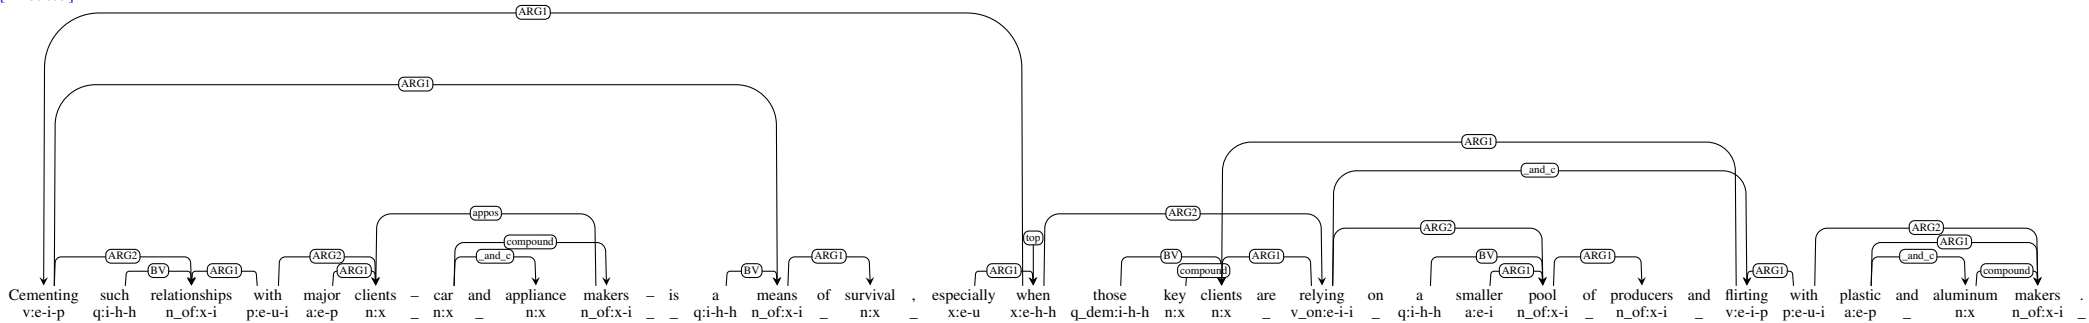 ARG1
ARG1
ARG1
_and_c
appos ARG2
top
compound ARG2
ARG2 ARG2 _and_c ARG1 BV ARG1 ARG2 BV ARG1 ARG1
BV ARG1 ARG1 BV ARG1 compound ARG1 ARG1 _and_c compound
Cementing such relationships with major clients – car and appliance makers – is a means of survival , especially when those key clients are relying on a smaller pool of producers and flirting with plastic and aluminum makers .
v:e-i-p q:i-h-h n_of:x-i p:e-u-i a:e-p n:x _ n:x _ n:x n_of:x-i _ _ q:i-h-h n_of:x-i _ n:x _ x:e-u x:e-h-h q_dem:i-h-h n:x n:x _ v_on:e-i-i _ q:i-h-h a:e-i n_of:x-i _ n_of:x-i _ v:e-i-p p:e-u-i a:e-p _ n:x n_of:x-i _